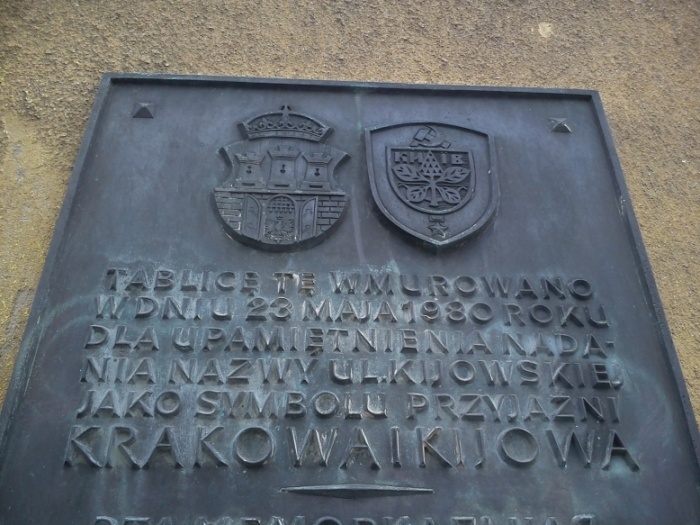 КИЇВ
TABLICĘ TĘ WMUROWANO
W DNIU 23 MAJA 1980 ROKU
DLA UPAMIĘTNIENIA NADA-
NIA NAZWY UL. KIJOWSKIEJ,
JAKO SYMBOLU PRZYJAŹNI
KRAKOWA I KIJOWA